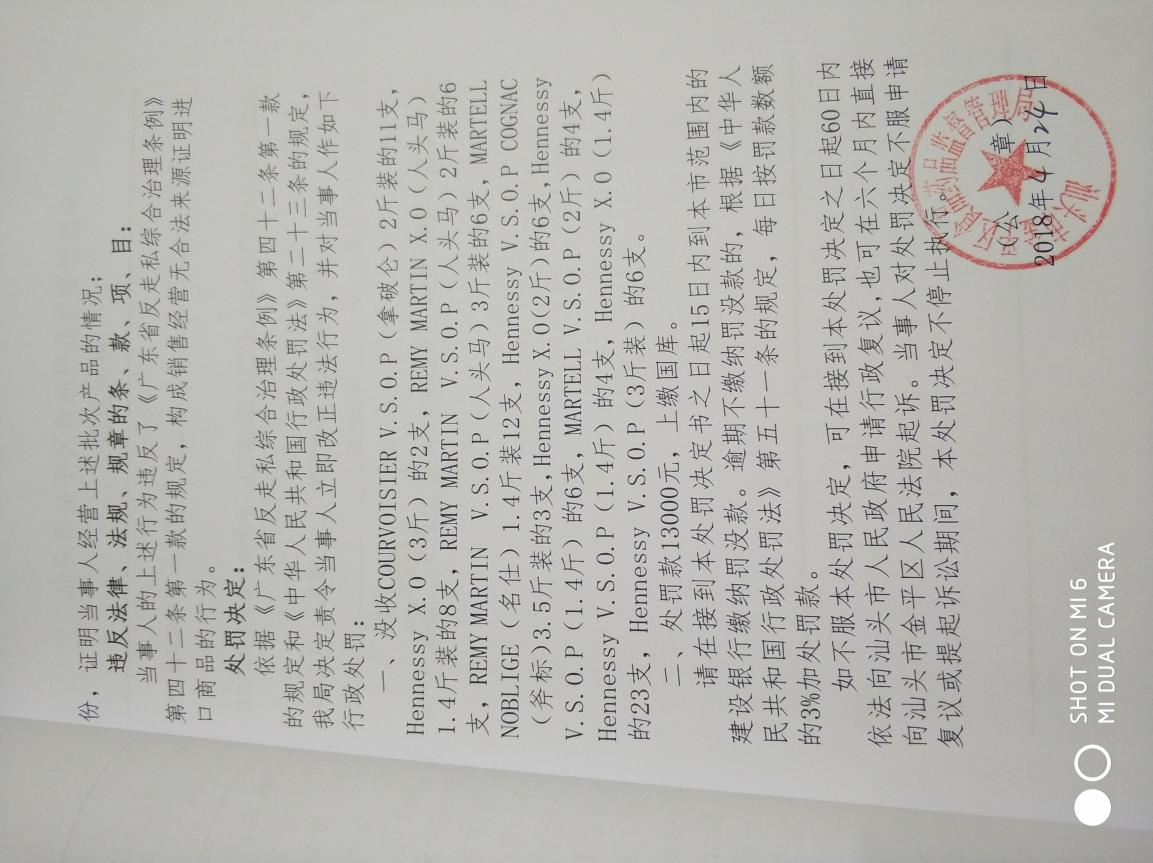 份，证明当事人经营上述批次产品的情况；
违反法律、法规、规章的条、款、项、目：
当事人的上述行为违反了《广东省反走私综合治理条例》
第四十二条第一款的规定，构成销售经营无合法来源证明进
口商品的行为。
处罚决定：
依据《广东省反走私综合治理条例》第四十二条第一款
的规定和《中华人民共和国行政处罚法》第二十三条的规定，
我局决定责令当事人立即改正违法行为，并对当事人作如下
行政处罚：
一、没收COURVOISIER V.S.O.P（拿破仑）2斤装的11支，
Hennessy X.O（3斤）的2支，REMY MARTIN X.O（人头马）
1.4斤装的8支，REMY MARTIN V.S.O.P（人头马）2斤装的6
支，REMY MARTIN V.S.O.P（人头马）3斤装的6支，MARTELL
NOBLIGE（名仕）1.4斤装12支，Hennessy V.S.O.P COGNAC
（斧标）3.5斤装的3支,Hennessy X.O(2斤)的6支,Hennessy
V.S.O.P（1.4斤）的6支，MARTELL V.S.O.P（2斤）的4支，
Hennessy V.S.O.P（1.4斤）的4支，Hennessy X.O（1.4斤）
的23支，Hennessy V.S.O.P（3斤装）的6支。
二、处罚款13000元，上缴国库。
请在接到本处罚决定书之日起15日内到本市范围内的
建设银行缴纳罚没款。逾期不缴纳罚没款的，根据《中华人
民共和国行政处罚法》第五十一条的规定，每日按罚款数额
的3%加处罚款。
如不服本处罚决定，可在接到本处罚决定之日起60日内
依法向汕头市人民政府申请行政复议,也可在六个月内直接
向汕头市金平区人民法院起诉。当事人对处罚决定不服申请
复议或提起诉讼期间，本处罚决定不停止执行。
（公 章）
2018年4月24日
SHOT ON MI 6
MI DUAL CAMERA